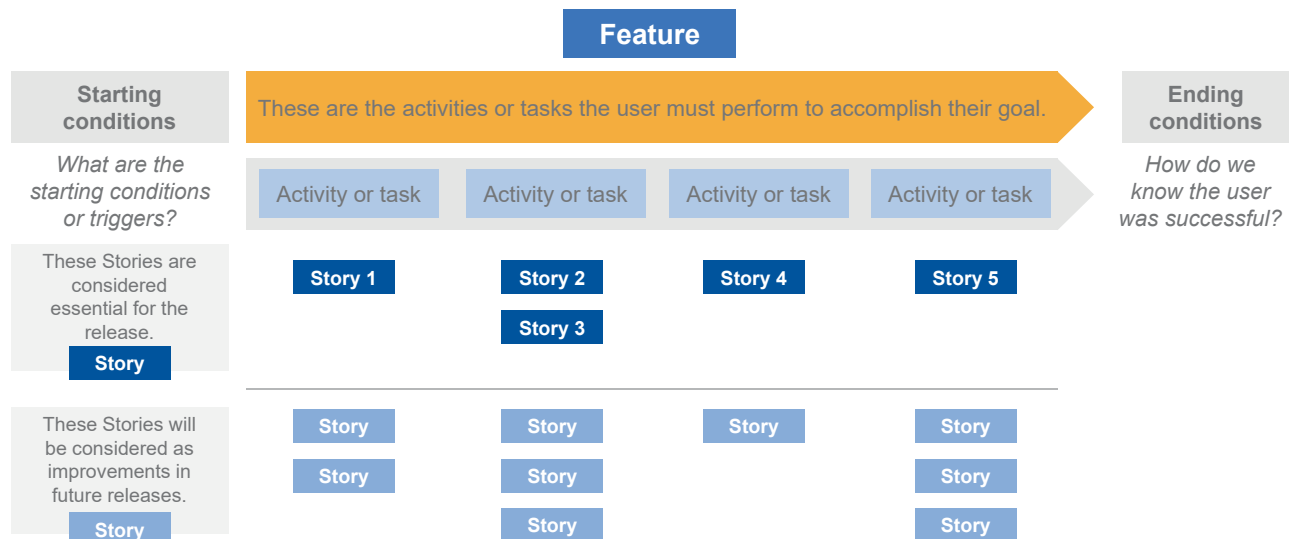 Feature
Starting
conditions
These are the activities or tasks the user must perform to accomplish their goal.
Ending
conditions
What are the
starting conditions
or triggers?
Activity or task
Activity or task
Activity or task
Activity or task
How do we
know the user
was successful?
These Stories are
considered
essential for the
release.
Story
Story 1
Story 2
Story 4
Story 5
Story 3
These Stories will
be considered as
improvements in
future releases.
Story
Story
Story
Story
Story
Story
Story
Story
Story
Story